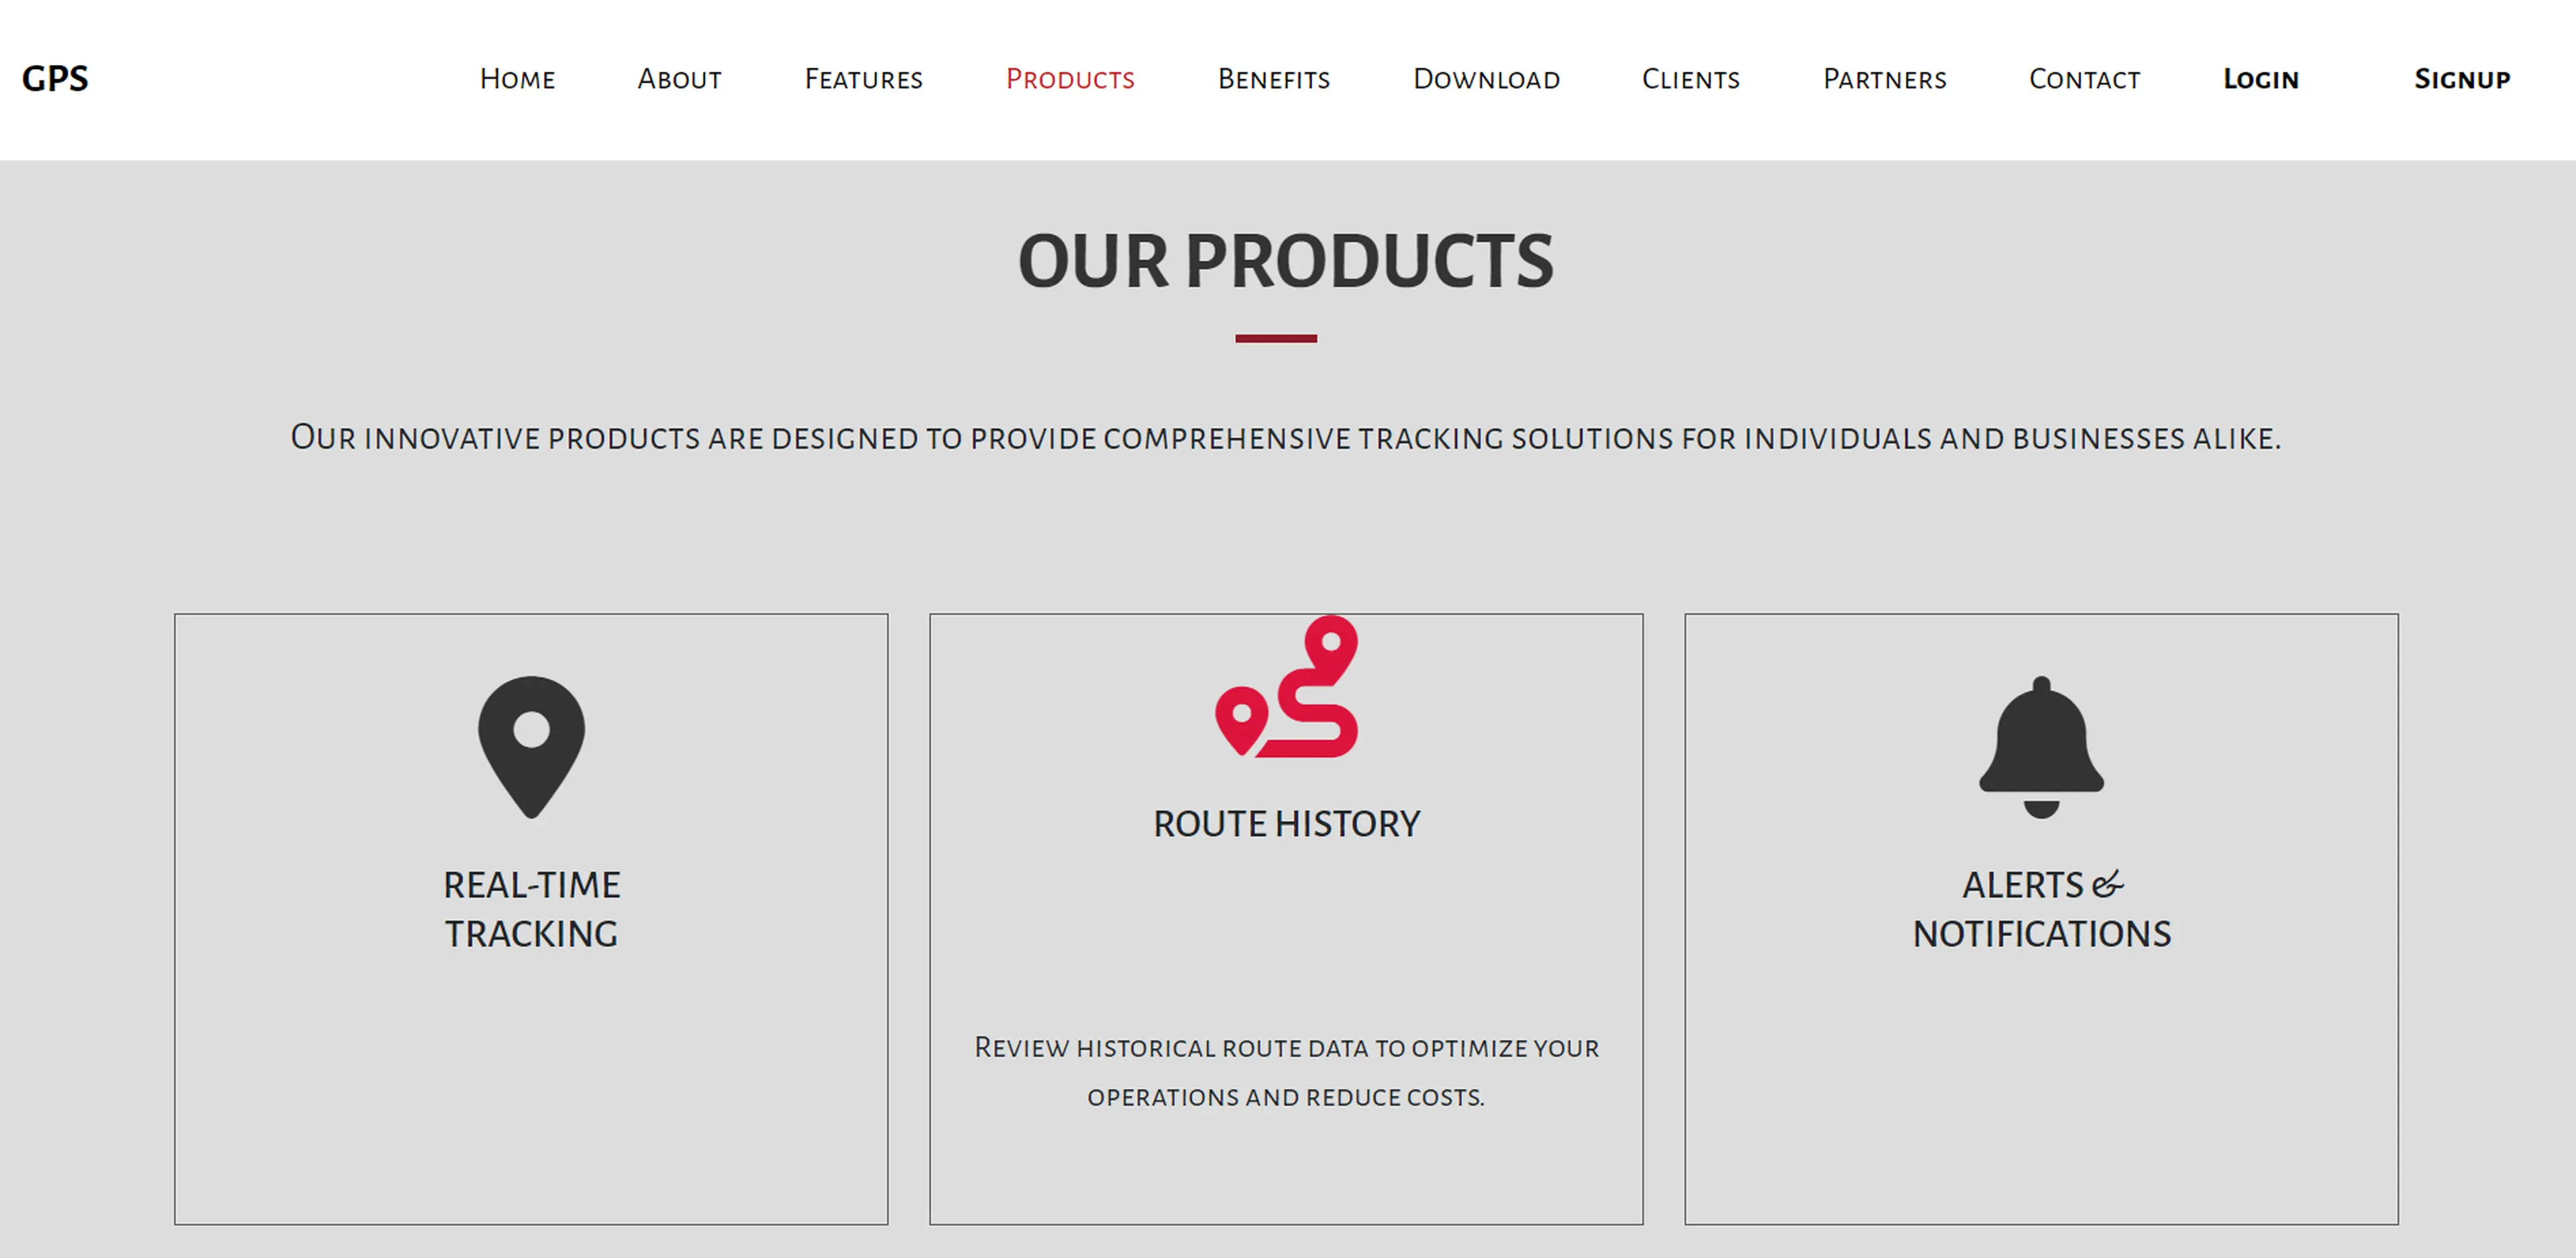 GPS
Home About Features Products Benefits Download Clients Partners Contact Login Signup
OUR PRODUCTS
Our innovative products are designed to provide comprehensive tracking solutions for individuals and businesses alike.
REAL-TIME
TRACKING
ROUTE HISTORY
Review historical route data to optimize your
operations and reduce costs.
ALERTS &
NOTIFICATIONS